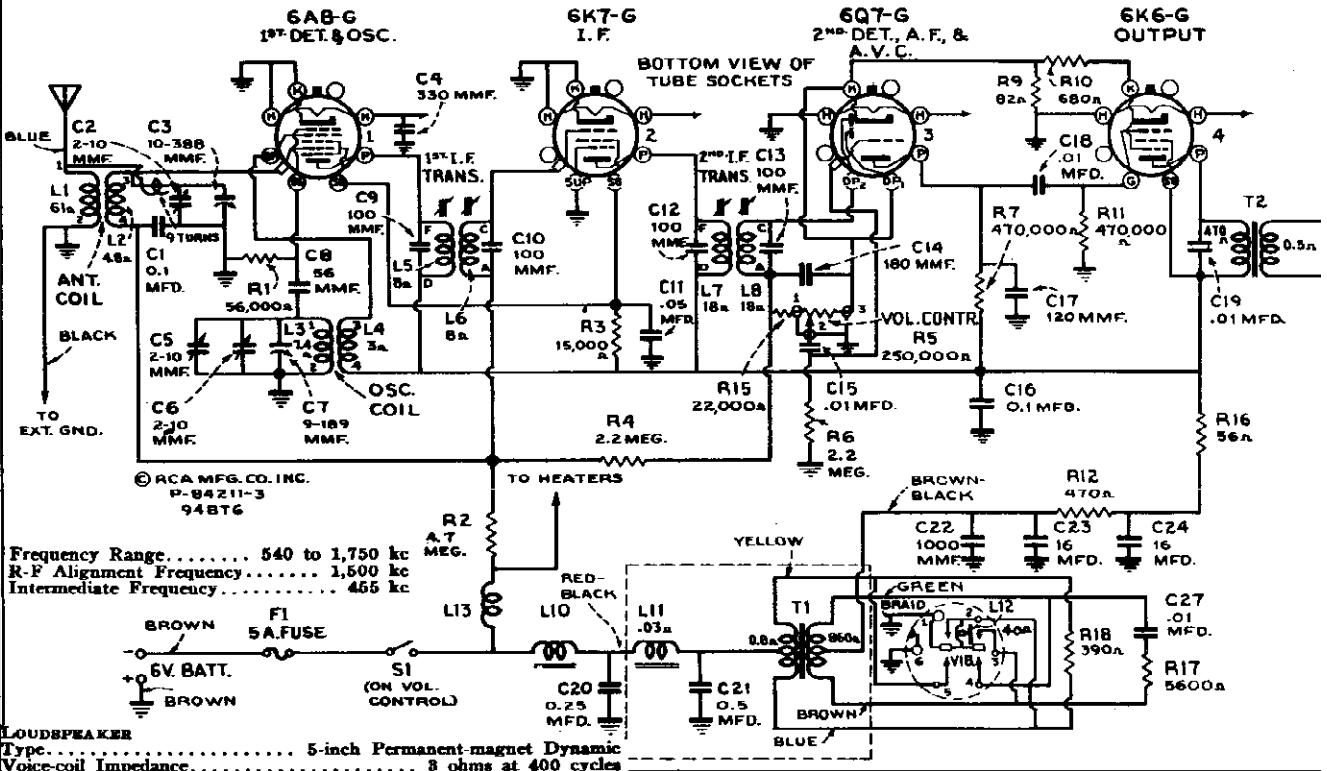 6A8-G
1ST DET. & OSC.
6K7-G
I. F.
6Q7-G
2ND DET., A. F., &
A. V. C.
6K6-G
OUTPUT
BOTTOM VIEW OF
TUBE SOCKETS
C4
330 MMF.
R9
82Ω
R10
680Ω
BLUE
C2
2-10
MMF.
C3
10-388
MMF.
1
2
3
4
1ST I.F.
TRANS.
2ND I.F.
TRANS.
C13
100
MMF.
C18
.01
MFD.
L1
61Ω
L2
4.8Ω
9 TURNS
ANT.
COIL
C1
0.1
MFD.
R1
56,000Ω
C8
56
MMF.
C9
100
MMF.
L5
8Ω
L6
8Ω
C10
100
MMF.
SUP
SG
C12
100
MMF.
L7
18Ω
L8
18Ω
C14
180 MMF.
DP2
DP1
R7
470,000Ω
R11
470,000
Ω
T2
470
Ω
0.3Ω
C19
.01 MFD.
BLACK
C5
2-10
MMF.
C6
2-10
MMF.
L3
7.4Ω
L4
3Ω
C7
9-189
MMF.
OSC.
COIL
R3
15,000
Ω
C11
.05
MFD.
VOL. CONTR.
R5
250,000Ω
C17
120 MMF.
R15
22,000Ω
C15
.01 MFD.
C16
0.1 MFD.
TO
EXT. GND.
R4
2.2 MEG.
R6
2.2
MEG.
R16
56Ω
© RCA MFG. CO. INC.
P-84211-3
94BT6
TO HEATERS
BROWN-
BLACK
R12
470Ω
R2
4.7
MEG.
YELLOW
C22
1000
MMF.
C23
16
MFD.
C24
16
MFD.
Frequency Range........ 540 to 1,750 kc
R-F Alignment Frequency....... 1,500 kc
Intermediate Frequency......... 455 kc
L13
L10
RED-
BLACK
L11
.03Ω
T1
0.8Ω
860Ω
GREEN
BRAID
L12
40Ω
VIB.
R18
390Ω
C27
.01
MFD.
R17
5600Ω
BROWN
F1
5 A. FUSE
S1
(ON VOL.
CONTROL)
- 6V. BATT.
+
BROWN
C20
0.25
MFD.
C21
0.5
MFD.
BROWN
BLUE
LOUDSPEAKER
Type...................... 5-inch Permanent-magnet Dynamic
Voice-coil Impedance.................... 3 ohms at 400 cycles